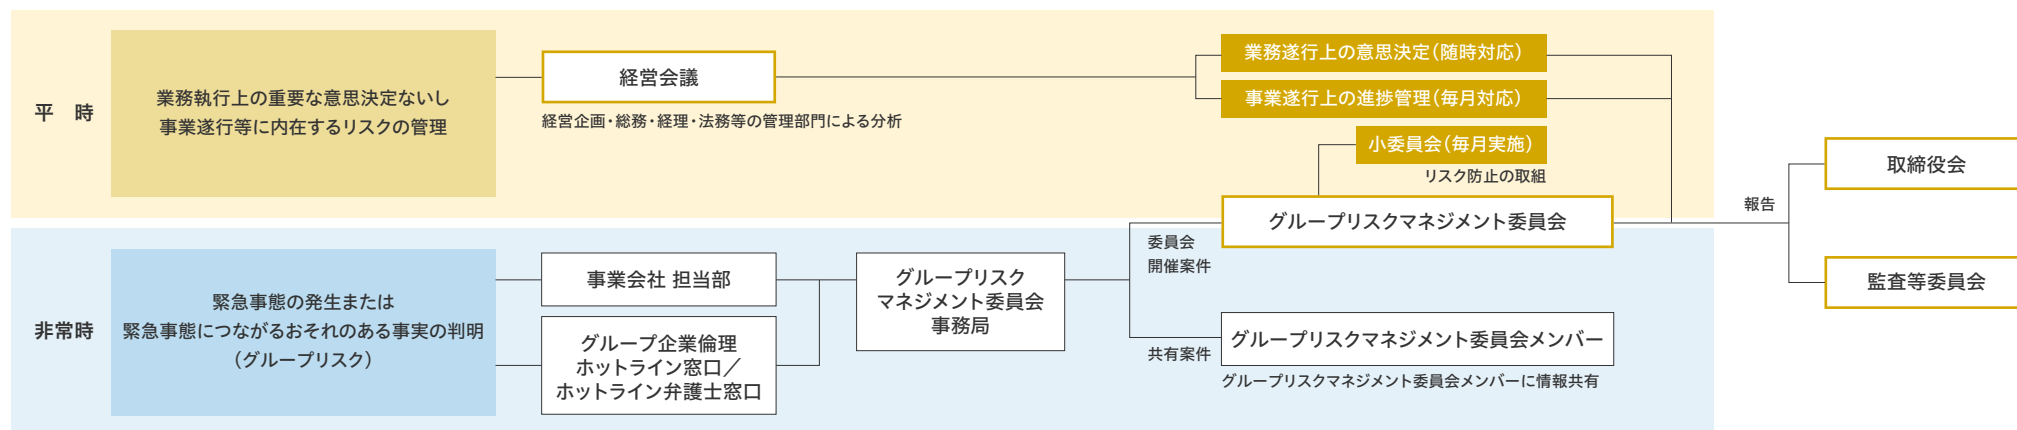 平 時
業務執行上の重要な意思決定ないし
事業遂行等に内在するリスクの管理
経営会議
経営企画・総務・経理・法務等の管理部門による分析
業務遂行上の意思決定（随時対応）
事業遂行上の進捗管理（毎月対応）
小委員会（毎月実施）
リスク防止の取組
グループリスクマネジメント委員会
報告
取締役会
監査等委員会
非常時
緊急事態の発生または
緊急事態につながるおそれのある事実の判明
（グループリスク）
事業会社 担当部
グループ企業倫理
ホットライン窓口／
ホットライン弁護士窓口
グループリスク
マネジメント委員会
事務局
委員会
開催案件
共有案件
グループリスクマネジメント委員会メンバー
グループリスクマネジメント委員会メンバーに情報共有